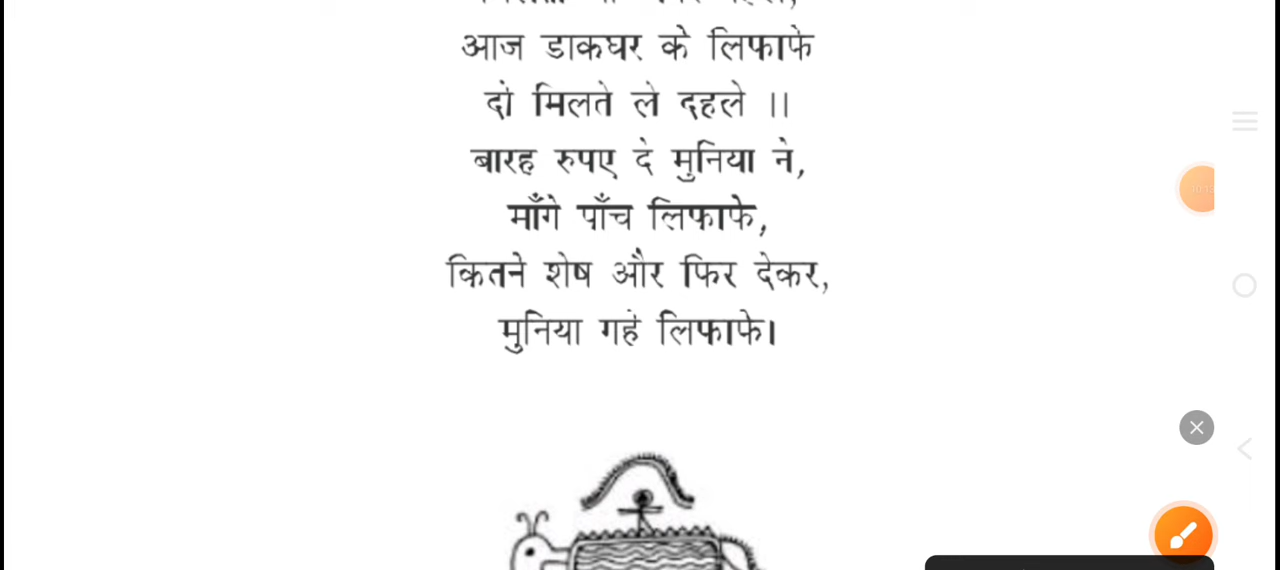 आज डाकघर के लिफाफे
दो मिलते ले दहले ।।
बारह रुपए दे मुनिया ने,
माँगे पाँच लिफाफे,
कितने शेष और फिर देकर,
मुनिया गहे लिफाफे।